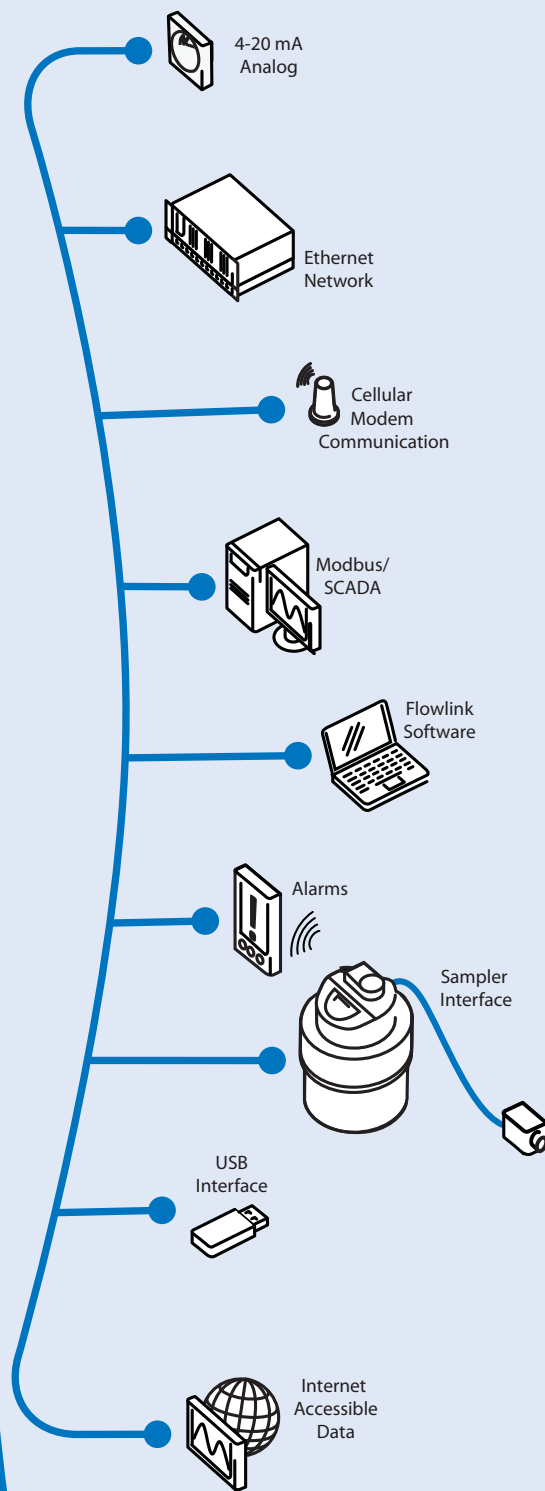 4-20 mA
Analog
Ethernet
Network
Cellular
Modem
Communication
Modbus/
SCADA
Flowlink
Software
Alarms
Sampler
Interface
USB
Interface
Internet
Accessible
Data